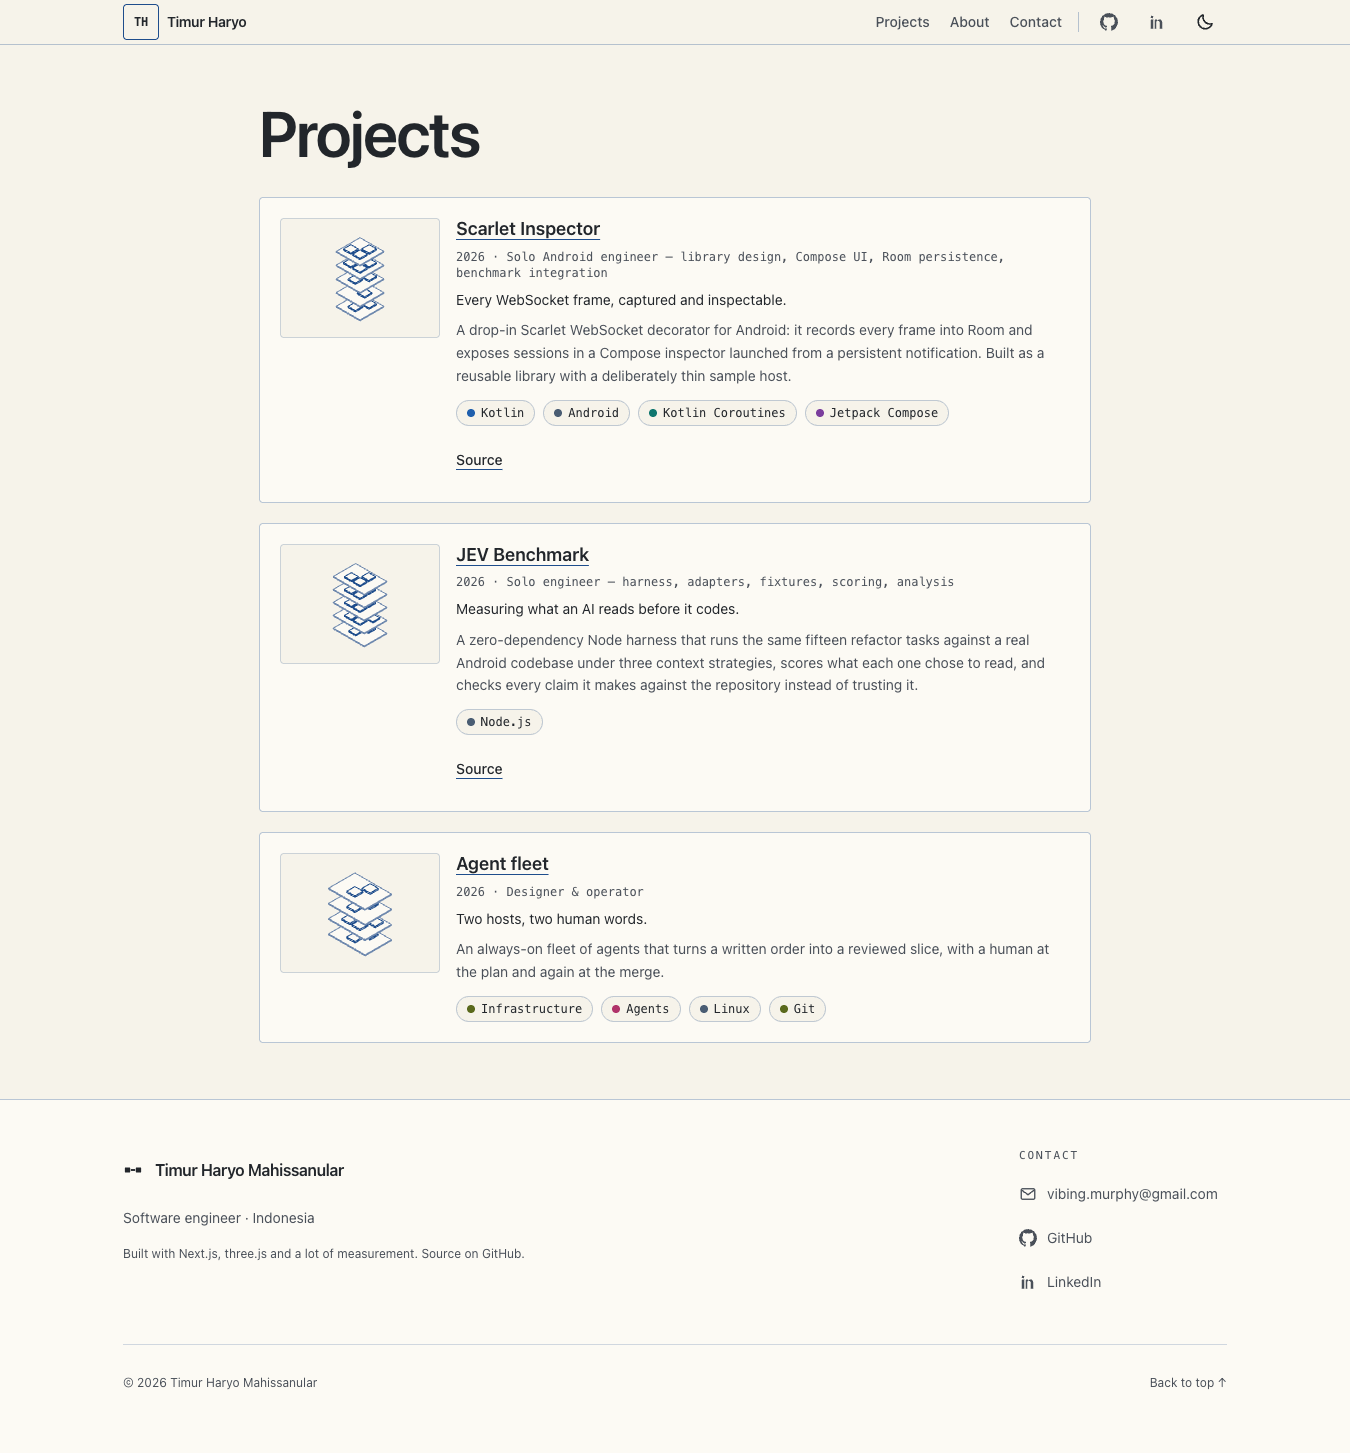 TH
Timur Haryo
Projects
About
Contact
in
Projects
Scarlet Inspector
2026 · Solo Android engineer — library design, Compose UI, Room persistence,
benchmark integration
Every WebSocket frame, captured and inspectable.
A drop-in Scarlet WebSocket decorator for Android: it records every frame into Room and
exposes sessions in a Compose inspector launched from a persistent notification. Built as a
reusable library with a deliberately thin sample host.
Kotlin
Android
Kotlin Coroutines
Jetpack Compose
Source
JEV Benchmark
2026 · Solo engineer — harness, adapters, fixtures, scoring, analysis
Measuring what an AI reads before it codes.
A zero-dependency Node harness that runs the same fifteen refactor tasks against a real
Android codebase under three context strategies, scores what each one chose to read, and
checks every claim it makes against the repository instead of trusting it.
Node.js
Source
Agent fleet
2026 · Designer & operator
Two hosts, two human words.
An always-on fleet of agents that turns a written order into a reviewed slice, with a human at
the plan and again at the merge.
Infrastructure
Agents
Linux
Git
Timur Haryo Mahissanular
Software engineer · Indonesia
Built with Next.js, three.js and a lot of measurement. Source on GitHub.
CONTACT
vibing.murphy@gmail.com
GitHub
in LinkedIn
© 2026 Timur Haryo Mahissanular
Back to top ↑